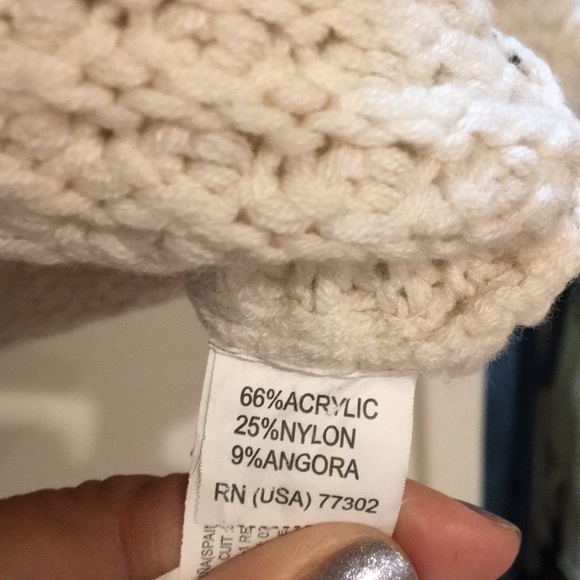 66%ACRYLIC
25%NYLON
9%ANGORA
RN (USA) 77302